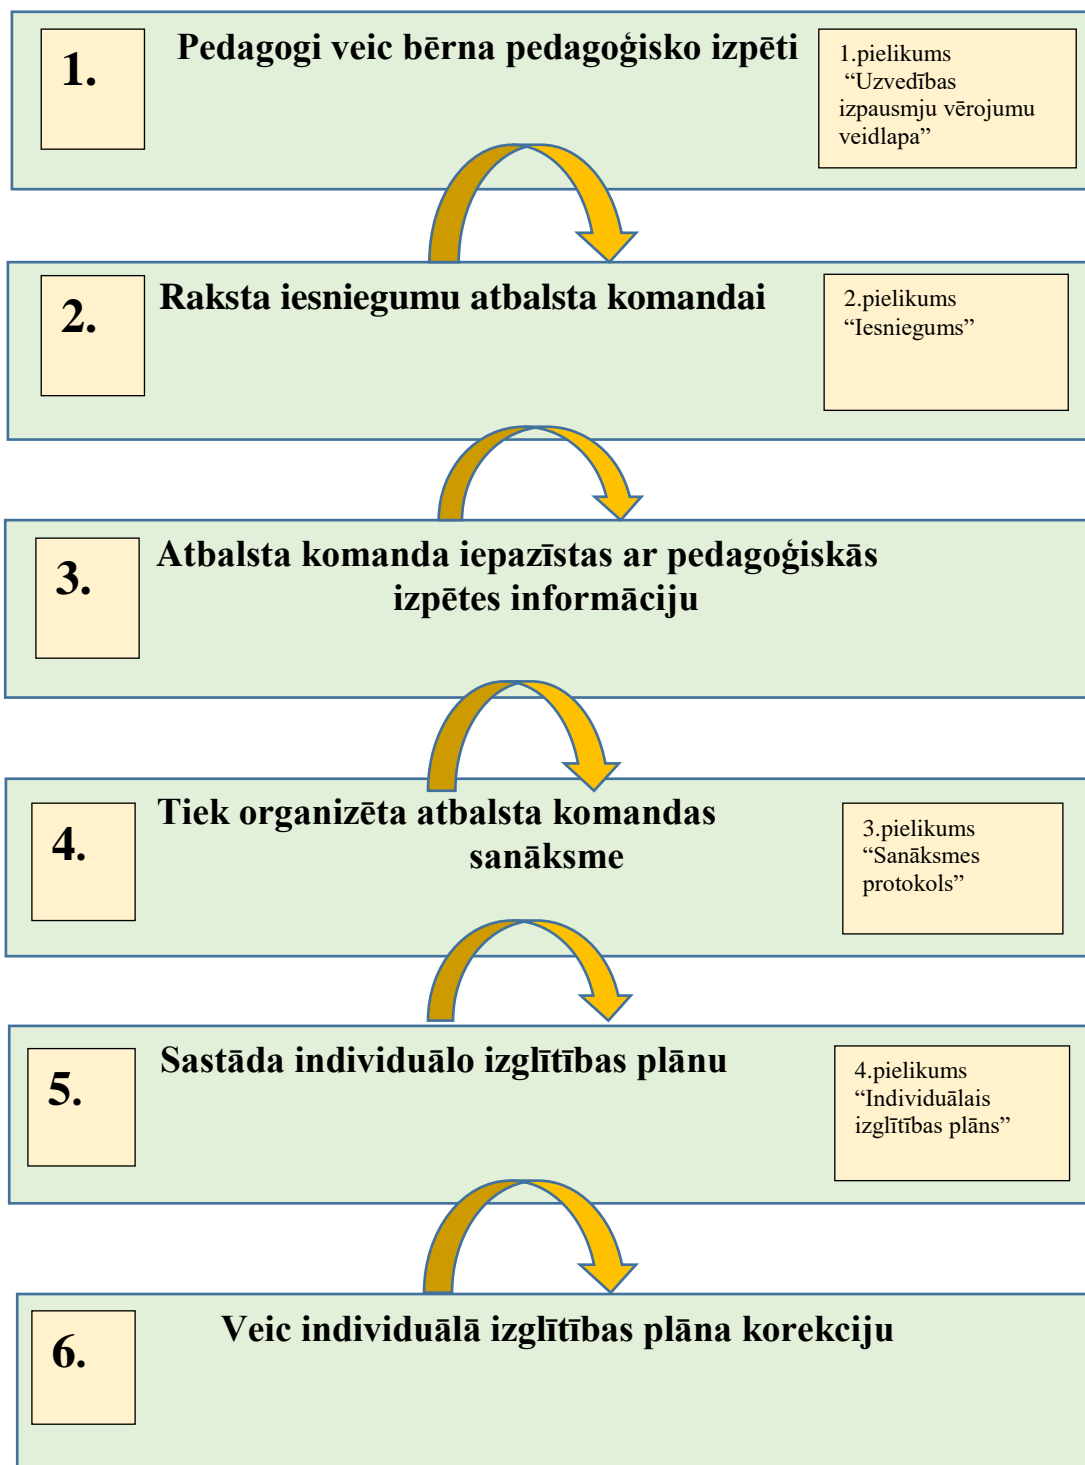 1.
Pedagogi veic bērna pedagoģisko izpēti
1.pielikums
“Uzvedības
izpausmju vērojumu
veidlapa”
2.
Raksta iesniegumu atbalsta komandai
2.pielikums
“Iesniegums”
3.
Atbalsta komanda iepazīstas ar pedagoģiskās
izpētes informāciju
4.
Tiek organizēta atbalsta komandas
sanāksme
3.pielikums
“Sanāksmes
protokols”
5.
Sastāda individuālo izglītības plānu
4.pielikums
“Individuālais
izglītības plāns”
6.
Veic individuālā izglītības plāna korekciju